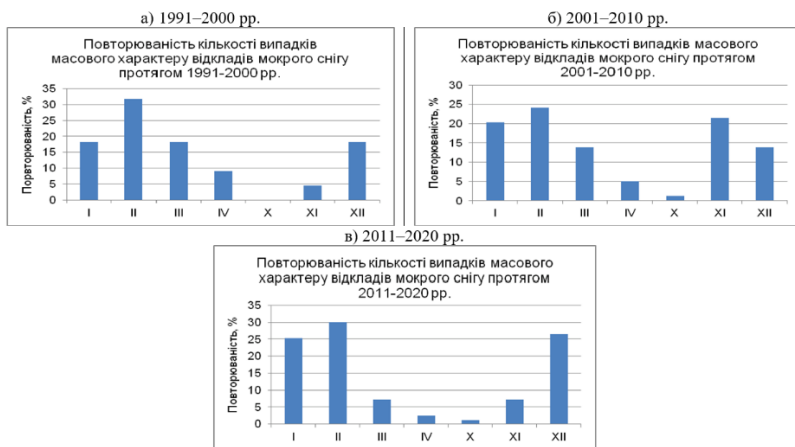 а) 1991–2000 рр.
Повторюваність кількості випадків
масового характеру відкладів мокрого снігу
протягом 1991-2000 рр.
Порвторюваність, %
35
30
25
20
15
10
5
0
I II III IV X XI XII
б) 2001–2010 рр.
Повторюваність кількості випадків масового
характеру відкладів мокрого снігу протягом
2001-2010 рр.
Повторюваність, %
30
25
20
15
10
5
0
I II III IV X XI XII
в) 2011–2020 рр.
Повторюваність кількості випадків масового
характеру відкладів мокрого снігу протягом
2011-2020 рр.
Повторюваність, %
35
30
25
20
15
10
5
0
I II III IV X XI XII